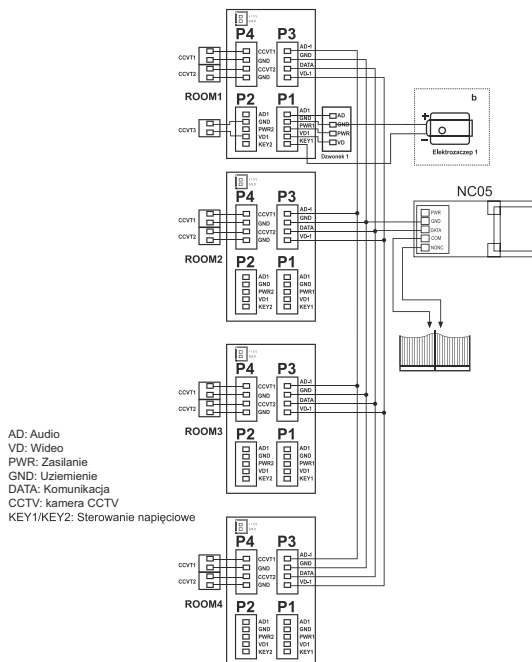 P4 P3
CCVT1
GND
CCVT2
GND
AD-1
GND
DATA
VD-1
CCVT1
CCVT2
ROOM1
P2 P1
AD1
GND
PWR2
VD1
KEY2
AD1
GND
PWR1
VD1
KEY1
CCVT3
AD
GND
PWR
VD
Dzwonek 1
b
+
–
Elektrozaczep 1
P4 P3
CCVT1
GND
CCVT2
GND
AD-1
GND
DATA
VD-1
CCVT1
CCVT2
ROOM2
P2 P1
AD1
GND
PWR2
VD1
KEY2
AD1
GND
PWR1
VD1
KEY1
NC05
PWR
GND
DATA
COM
NONC
P4 P3
CCVT1
GND
CCVT2
GND
AD-1
GND
DATA
VD-1
CCVT1
CCVT2
ROOM3
P2 P1
AD1
GND
PWR2
VD1
KEY2
AD1
GND
PWR1
VD1
KEY1
AD: Audio
VD: Wideo
PWR: Zasilanie
GND: Uziemienie
DATA: Komunikacja
CCTV: kamera CCTV
KEY1/KEY2: Sterowanie napięciowe
P4 P3
CCVT1
GND
CCVT2
GND
AD-1
GND
DATA
VD-1
CCVT1
CCVT2
ROOM4
P2 P1
AD1
GND
PWR2
VD1
KEY2
AD1
GND
PWR1
VD1
KEY1